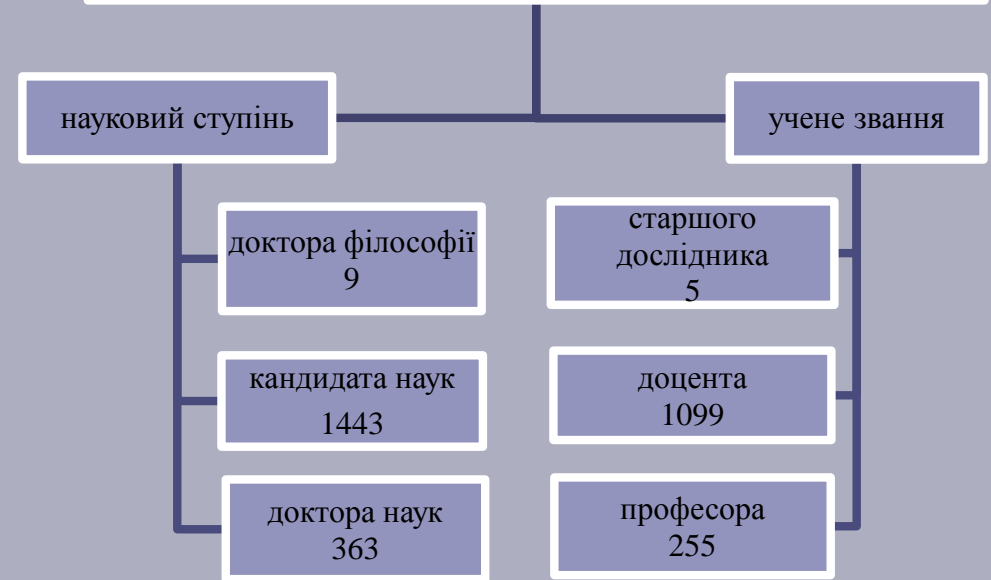 науковий ступінь
доктора філософії
9
кандидата наук
1443
доктора наук
363
учене звання
старшого
дослідника
5
доцента
1099
професора
255